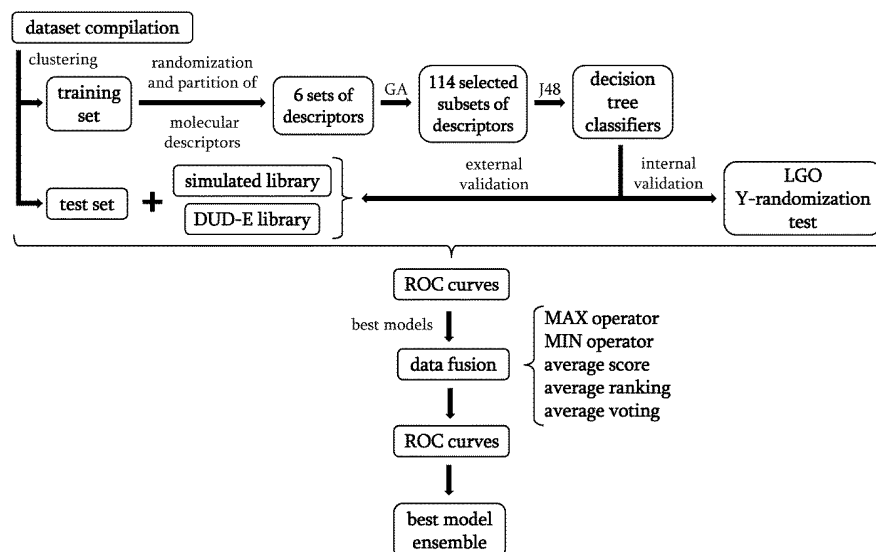 dataset compilation
clustering
training
set
randomization
and partition of
molecular
descriptors
6 sets of
descriptors
GA
114 selected
subsets of
descriptors
J48
decision
tree
classifiers
external
validation
internal
validation
LGO
Y-randomization
test
test set
+
simulated library
DUD-E library
ROC curves
best models
data fusion
MAX operator
MIN operator
average score
average ranking
average voting
ROC curves
best model
ensemble